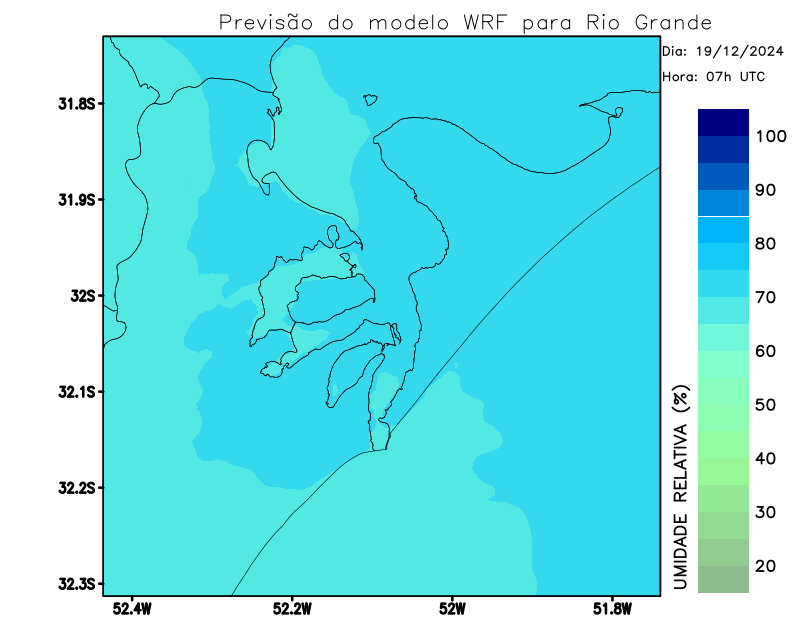 Previsão do modelo WRF para Rio Grande
Dia: 19/12/2024
Hora: 07h UTC
31.8S
31.9S
32S
32.1S
32.2S
32.3S
52.4W
52.2W
52W
51.8W
100
90
80
70
60
50
40
30
20
UMIDADE RELATIVA (%)